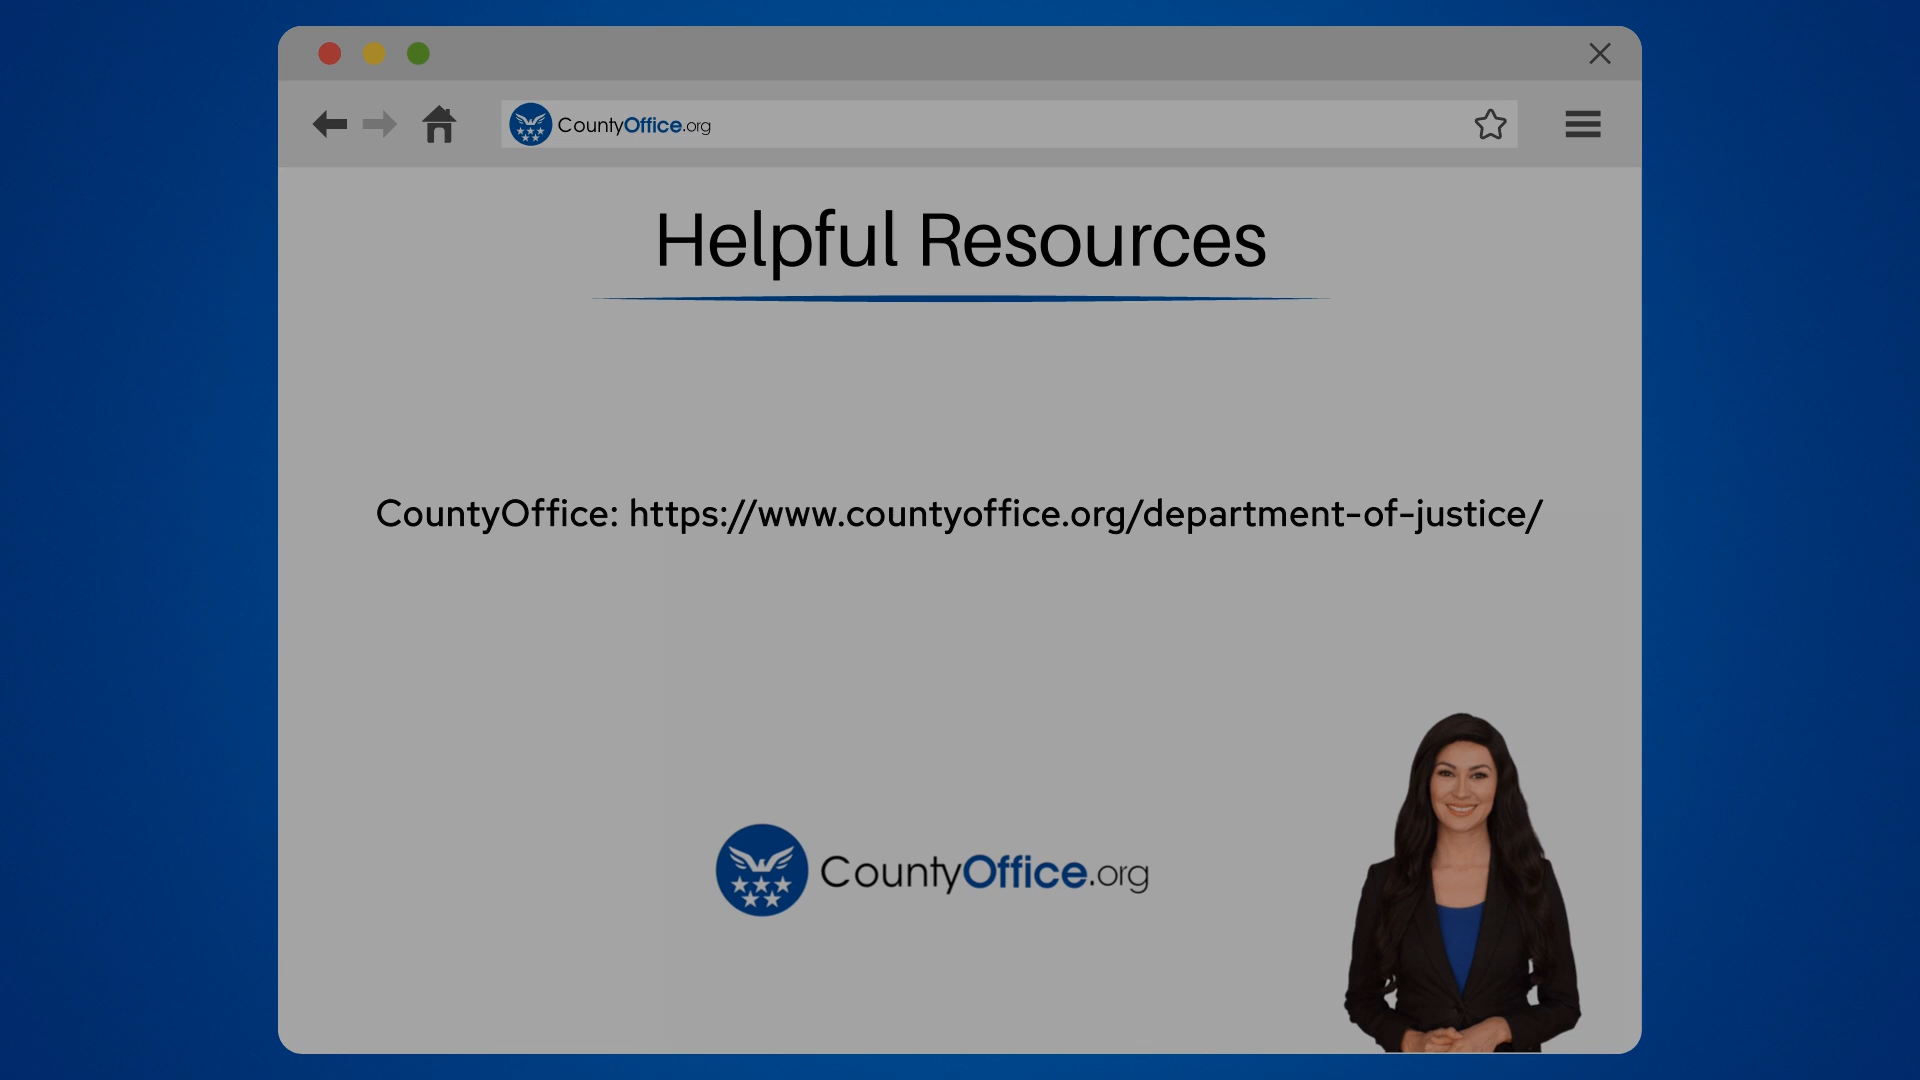 CountyOffice.org
Helpful Resources
CountyOffice: https://www.countyoffice.org/department-of-justice/
CountyOffice.org